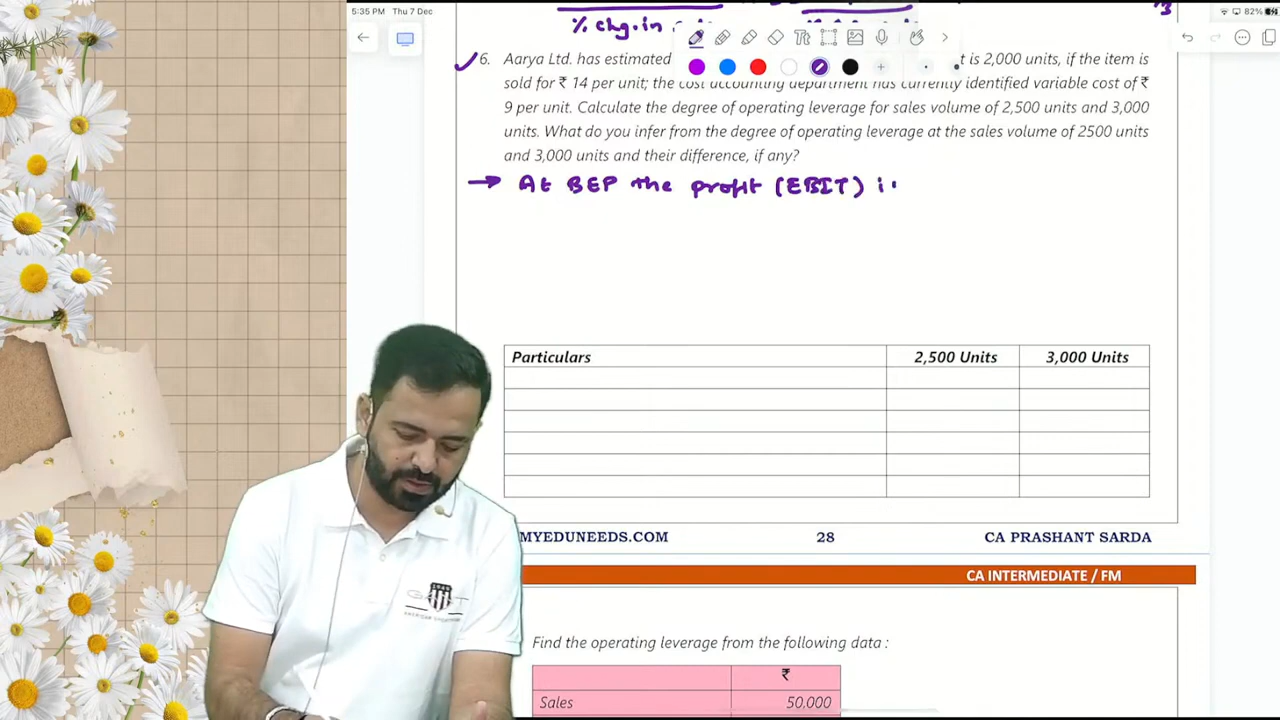 5:35 PM Thu 7 Dec
82%
% chg. in
6. Aarya Ltd. has estimated t is 2,000 units, if the item is
sold for ₹ 14 per unit; the cost accounting department has currently identified variable cost of ₹
9 per unit. Calculate the degree of operating leverage for sales volume of 2,500 units and 3,000
units. What do you infer from the degree of operating leverage at the sales volume of 2500 units
and 3,000 units and their difference, if any?
→ At BEP the profit (EBIT) i
Particulars 2,500 Units 3,000 Units
MYEDUNEEDS.COM 28 CA PRASHANT SARDA
CA INTERMEDIATE / FM
Find the operating leverage from the following data :
₹
Sales 50,000